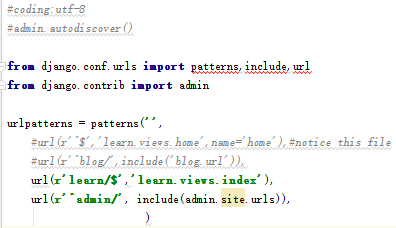 #coding:utf-8
#admin.autodiscover()
from django.conf.urls import patterns,include,url
from django.contrib import admin
urlpatterns = patterns('',
#url(r'^$','learn.views.home',name='home'),#notice this file
#url(r'^blog/',include('blog.url')),
url(r'learn/$','learn.views.index'),
url(r'^admin/', include(admin.site.urls)),
)